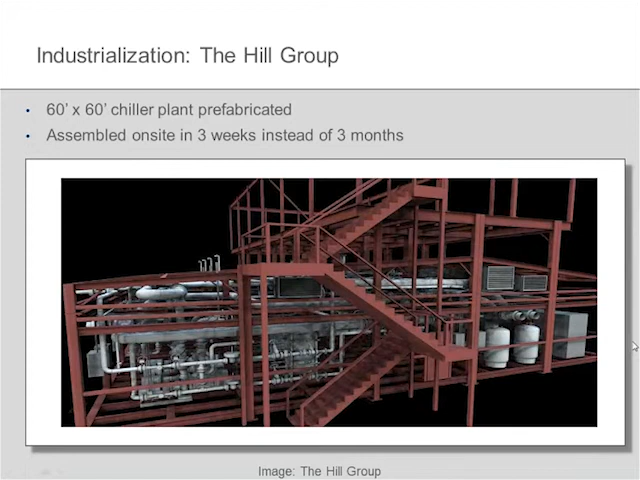 Industrialization: The Hill Group
• 60’ x 60’ chiller plant prefabricated
• Assembled onsite in 3 weeks instead of 3 months
Image: The Hill Group